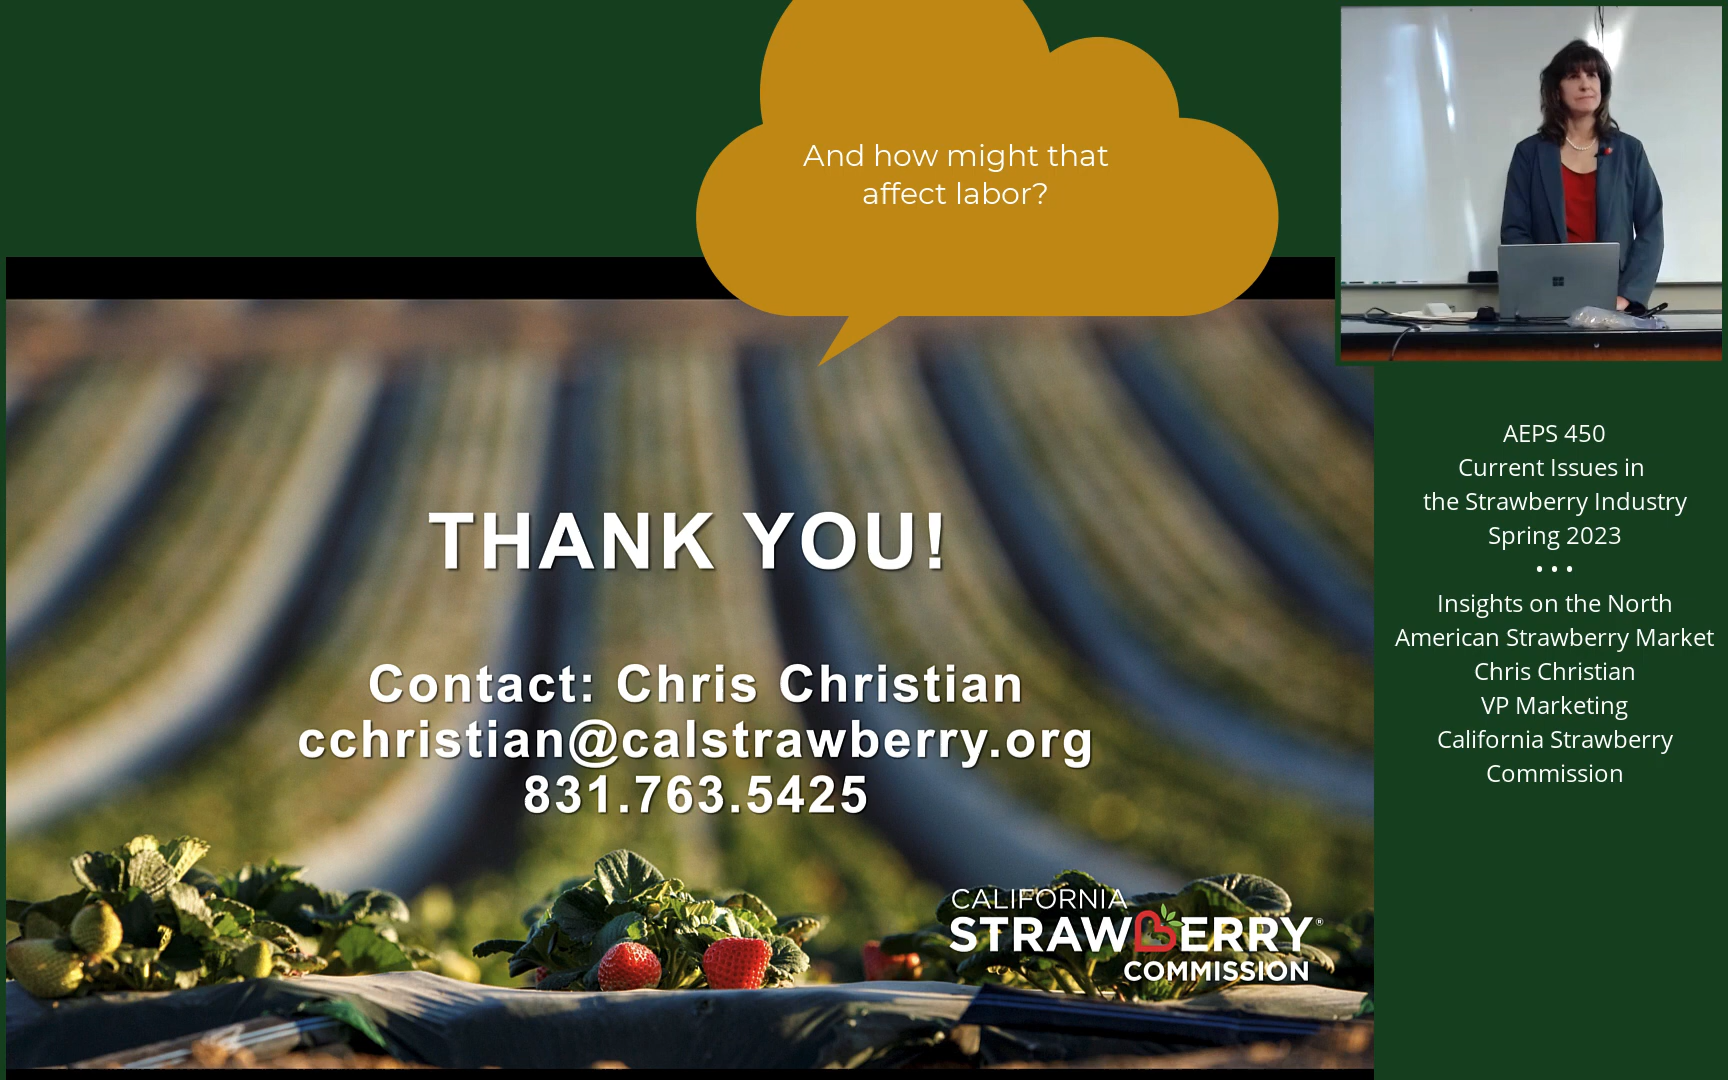 And how might that
affect labor?
THANK YOU!
Contact: Chris Christian
cchristian@calstrawberry.org
831.763.5425
CALIFORNIA
STRAWBERRY®
COMMISSION
AEPS 450
Current Issues in
the Strawberry Industry
Spring 2023
• • •
Insights on the North
American Strawberry Market
Chris Christian
VP Marketing
California Strawberry
Commission